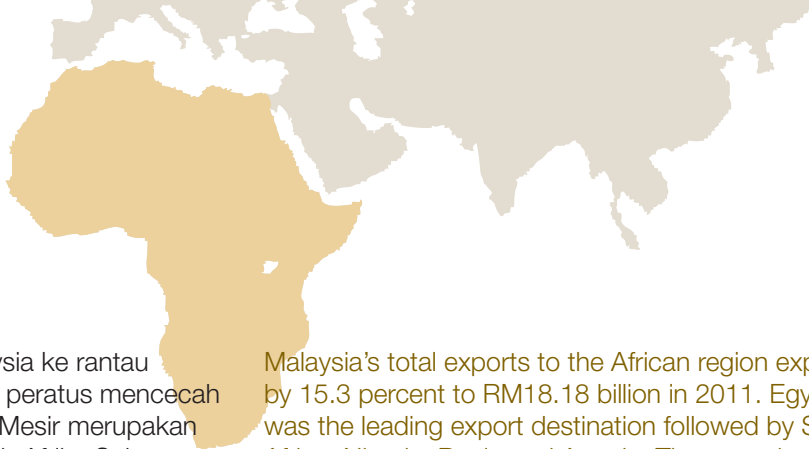 ysia ke rantau
peratus mencecah
Mesir merupakan
Malaysia's total exports to the African region exp
by 15.3 percent to RM18.18 billion in 2011. Egy
was the leading export destination followed by S